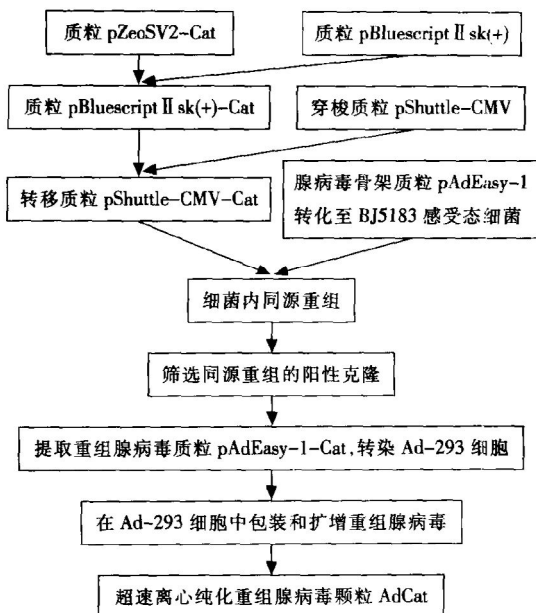 质粒 pZeoSV2-Cat
质粒 pBluescript Ⅱ sk(+)
质粒 pBluescript Ⅱ sk(+)-Cat
穿梭质粒 pShuttle-CMV
转移质粒 pShuttle-CMV-Cat
腺病毒骨架质粒 pAdEasy-1
转化至 BJ5183 感受态细菌
细菌内同源重组
筛选同源重组的阳性克隆
提取重组腺病毒质粒 pAdEasy-1-Cat,转染 Ad-293 细胞
在 Ad-293 细胞中包装和扩增重组腺病毒
超速离心纯化重组腺病毒颗粒 AdCat